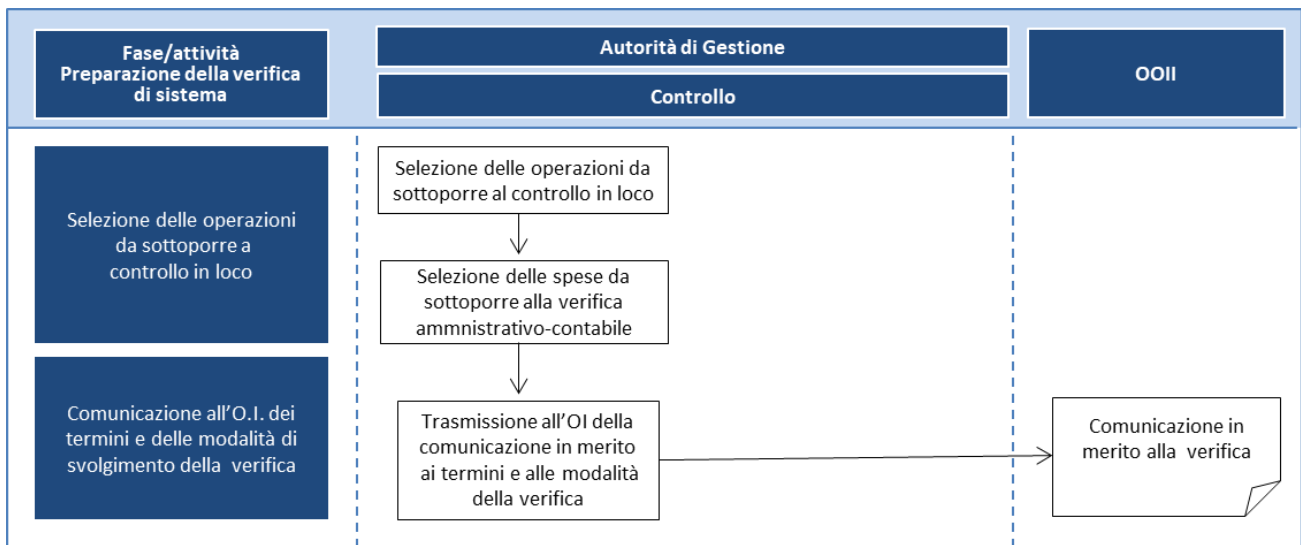 Fase/attività
Preparazione della verifica
di sistema
Autorità di Gestione
Controllo
OOII
Selezione delle operazioni
da sottoporre a
controllo in loco
Selezione delle operazioni da
sottoporre al controllo in loco
Selezione delle spese da
sottoporre alla verifica
ammnistrativo-contabile
Comunicazione all’O.I. dei
termini e delle modalità di
svolgimento della verifica
Trasmissione all’OI della
comunicazione in merito
ai termini e alle modalità
della verifica
Comunicazione in
merito alla verifica